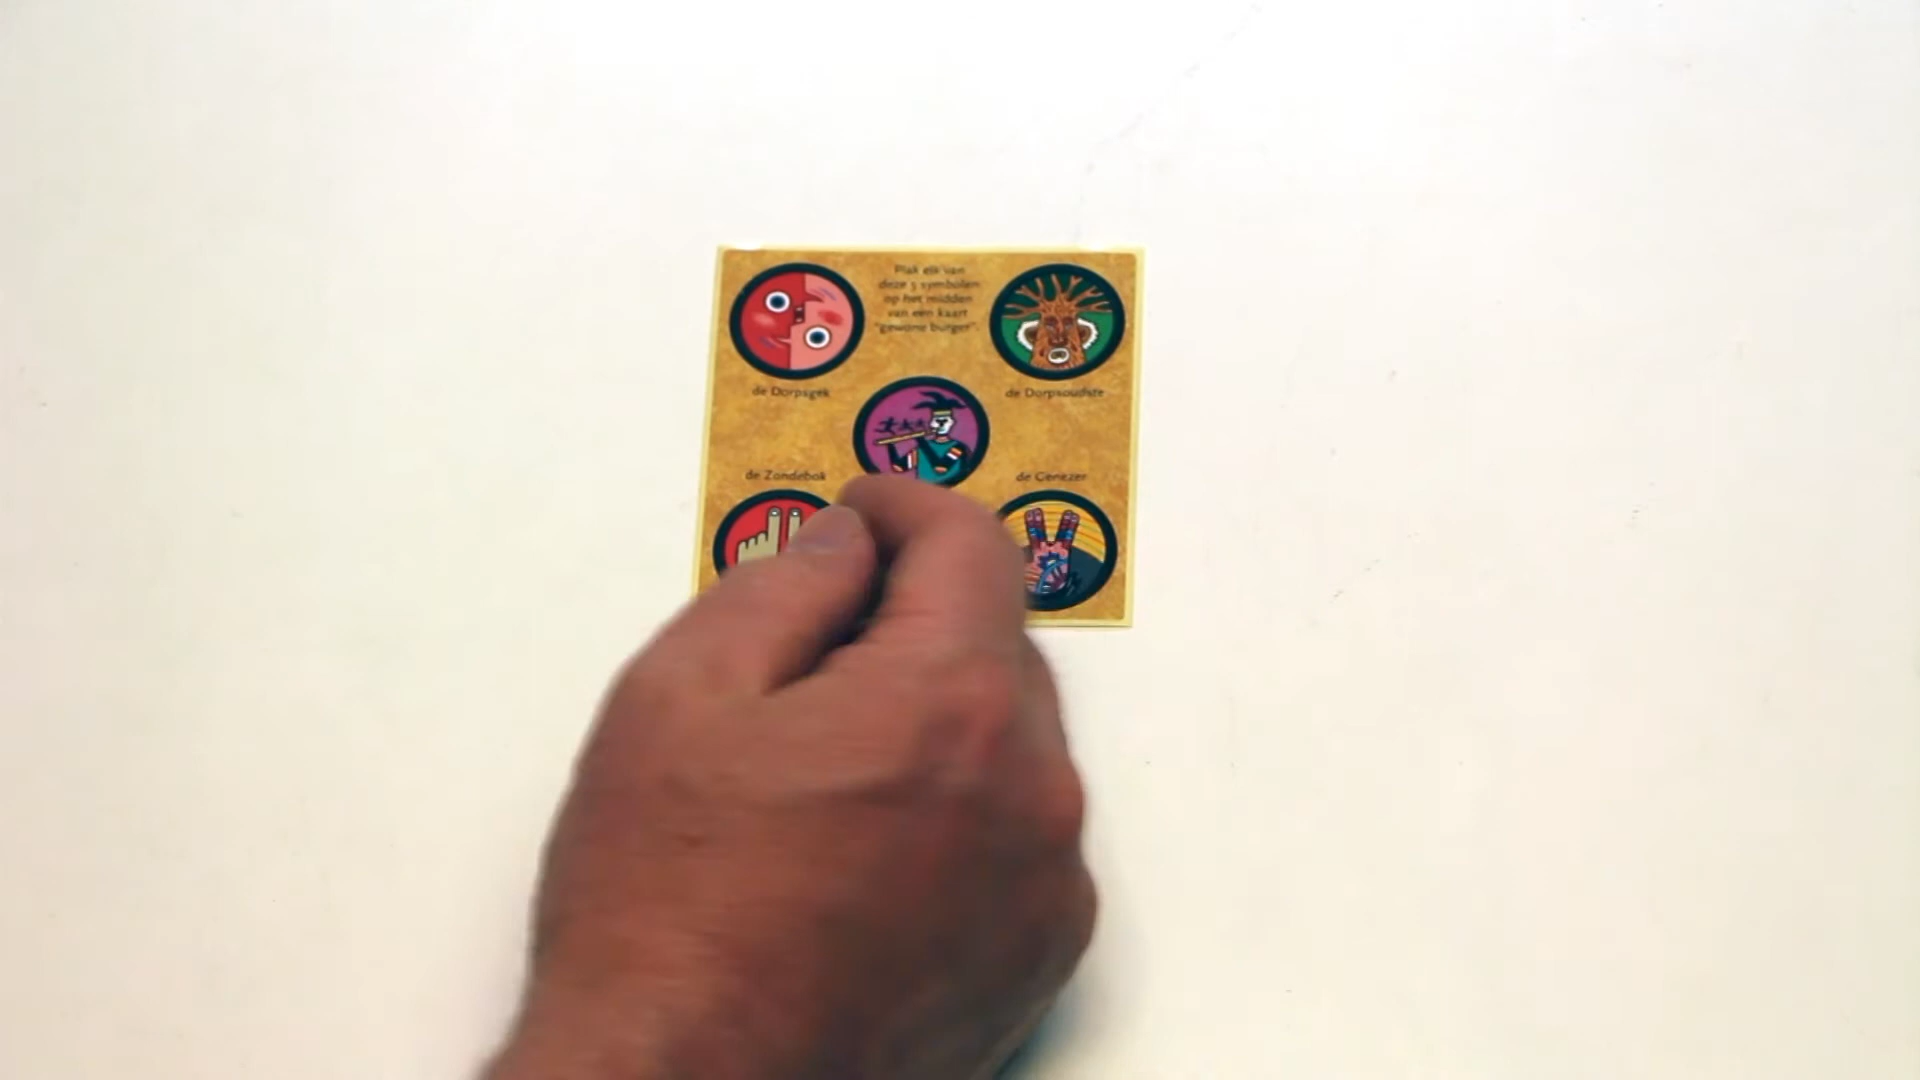 Plak elk van
deze 5 symbolen
op het midden
van een kaart
"gewone burger".
de Dorpsgek
de Dorpsoudste
de Zondebok
de Genezer